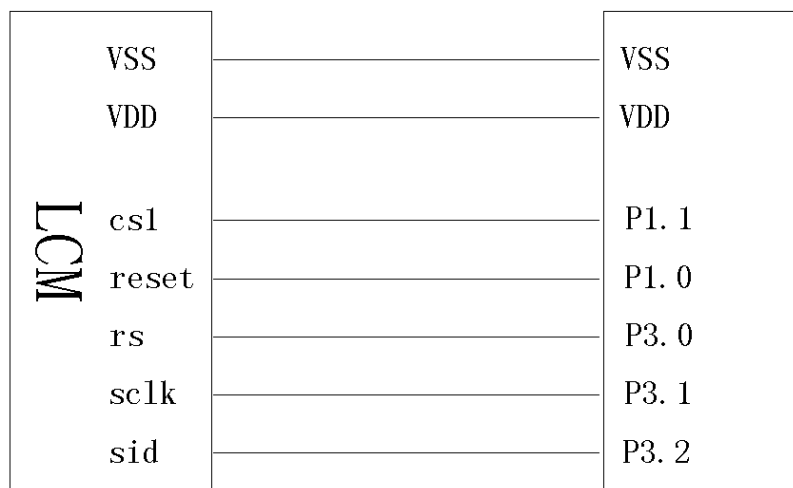 VSS VSS
VDD VDD
LCM
cs1 P1.1
reset P1.0
rs P3.0
sclk P3.1
sid P3.2